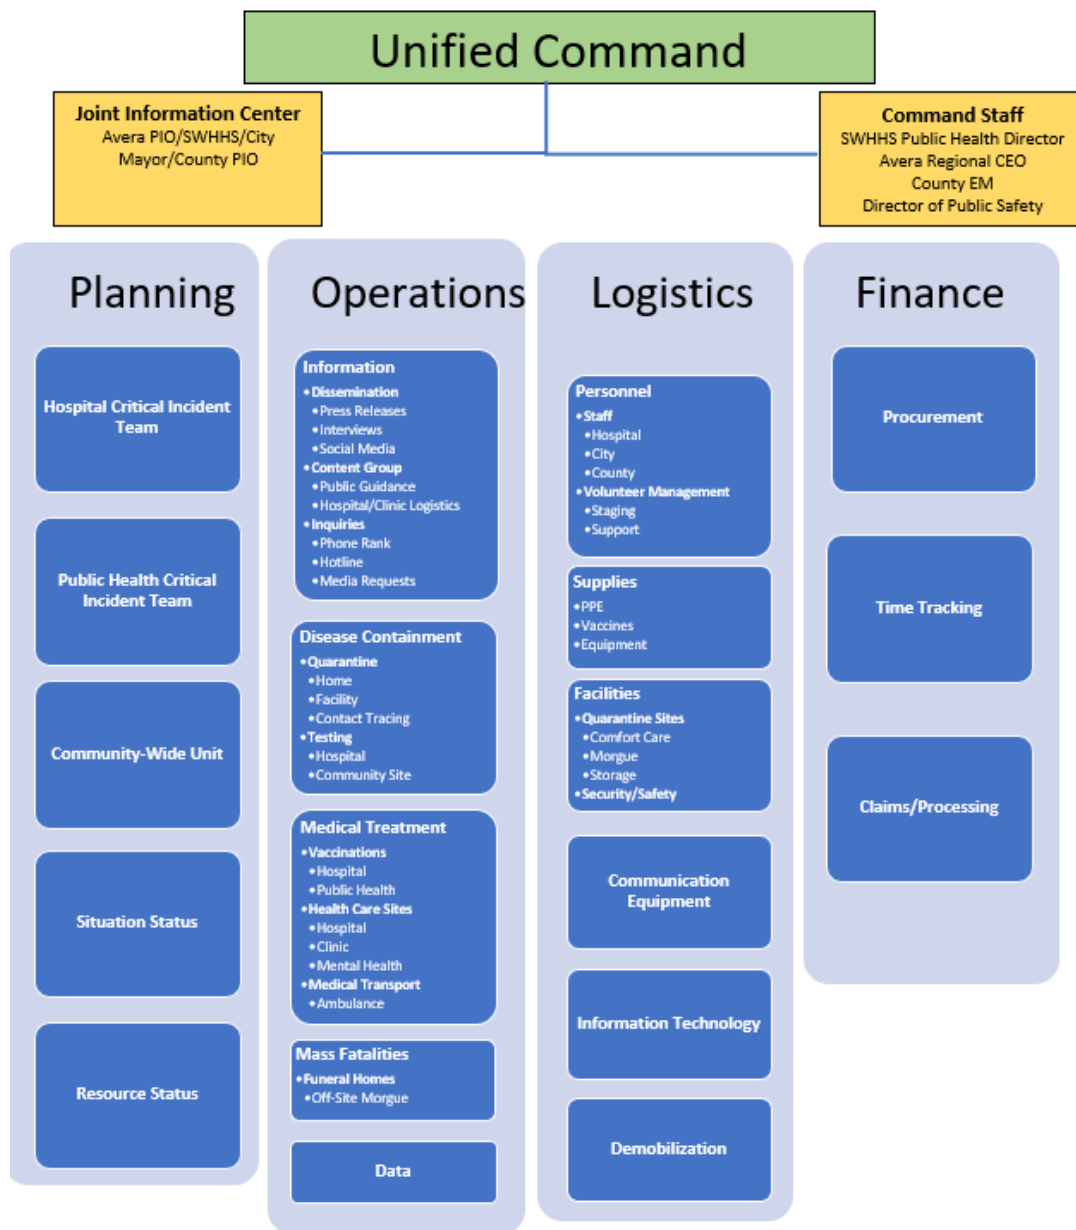 Unified Command
Joint Information Center
Avera PIO/SWHHS/City
Mayor/County PIO
Command Staff
SWHHS Public Health Director
Avera Regional CEO
County EM
Director of Public Safety
Planning
Hospital Critical Incident
Team
Public Health Critical
Incident Team
Community-Wide Unit
Situation Status
Resource Status
Operations
Information
•Dissemination
•Press Releases
•Interviews
•Social Media
•Content Group
•Public Guidance
•Hospital/Clinic Logistics
•Inquiries
•Phone Rank
•Hotline
•Media Requests
Disease Containment
•Quarantine
•Home
•Facility
•Contact Tracing
•Testing
•Hospital
•Community Site
Medical Treatment
•Vaccinations
•Hospital
•Public Health
•Health Care Sites
•Hospital
•Clinic
•Mental Health
•Medical Transport
•Ambulance
Mass Fatalities
•Funeral Homes
•Off-Site Morgue
Data
Logistics
Personnel
•Staff
•Hospital
•City
•County
•Volunteer Management
•Staging
•Support
Supplies
•PPE
•Vaccines
•Equipment
Facilities
•Quarantine Sites
•Comfort Care
•Morgue
•Storage
•Security/Safety
Communication
Equipment
Information Technology
Demobilization
Finance
Procurement
Time Tracking
Claims/Processing